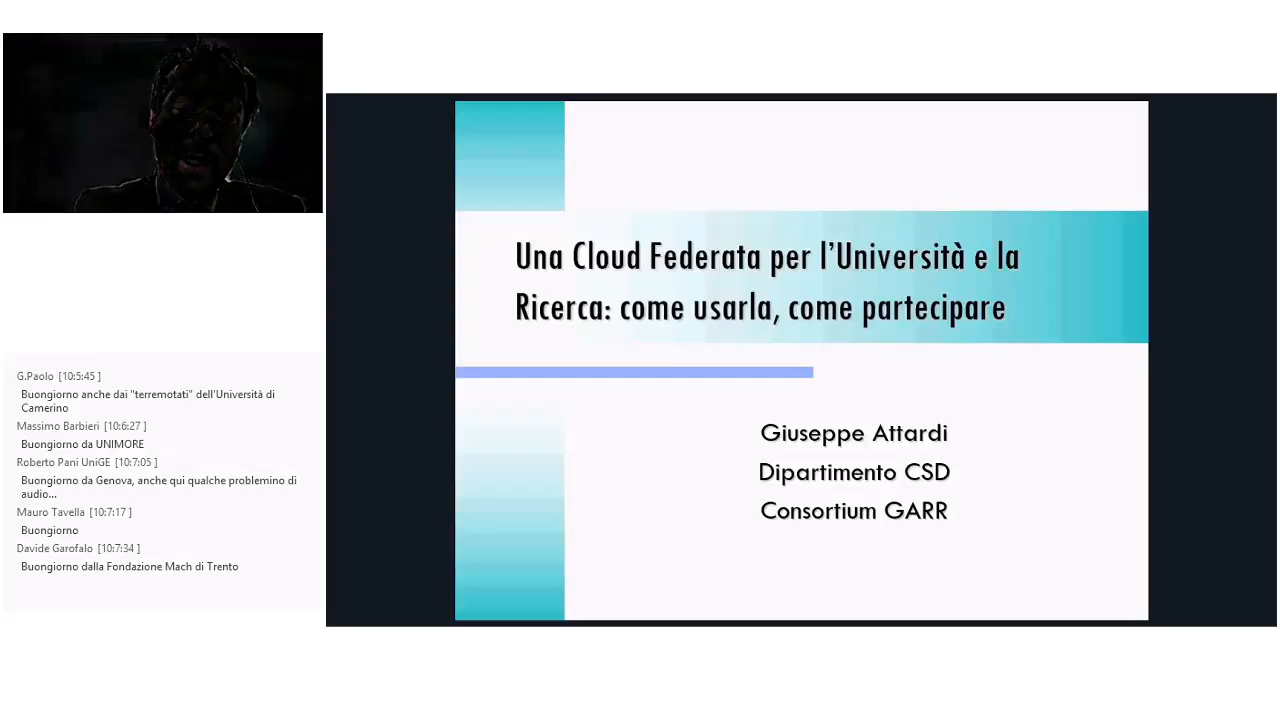 Una Cloud Federata per l’Università e la
Ricerca: come usarla, come partecipare
Giuseppe Attardi
Dipartimento CSD
Consortium GARR
G.Paolo [10:5:45 ]
Buongiorno anche dai "terremotati" dell'Università di
Camerino
Massimo Barbieri [10:6:27 ]
Buongiorno da UNIMORE
Roberto Pani UniGE [10:7:05 ]
Buongiorno da Genova, anche qui qualche problemino di
audio...
Mauro Tavella [10:7:17 ]
Buongiorno
Davide Garofalo [10:7:34 ]
Buongiorno dalla Fondazione Mach di Trento